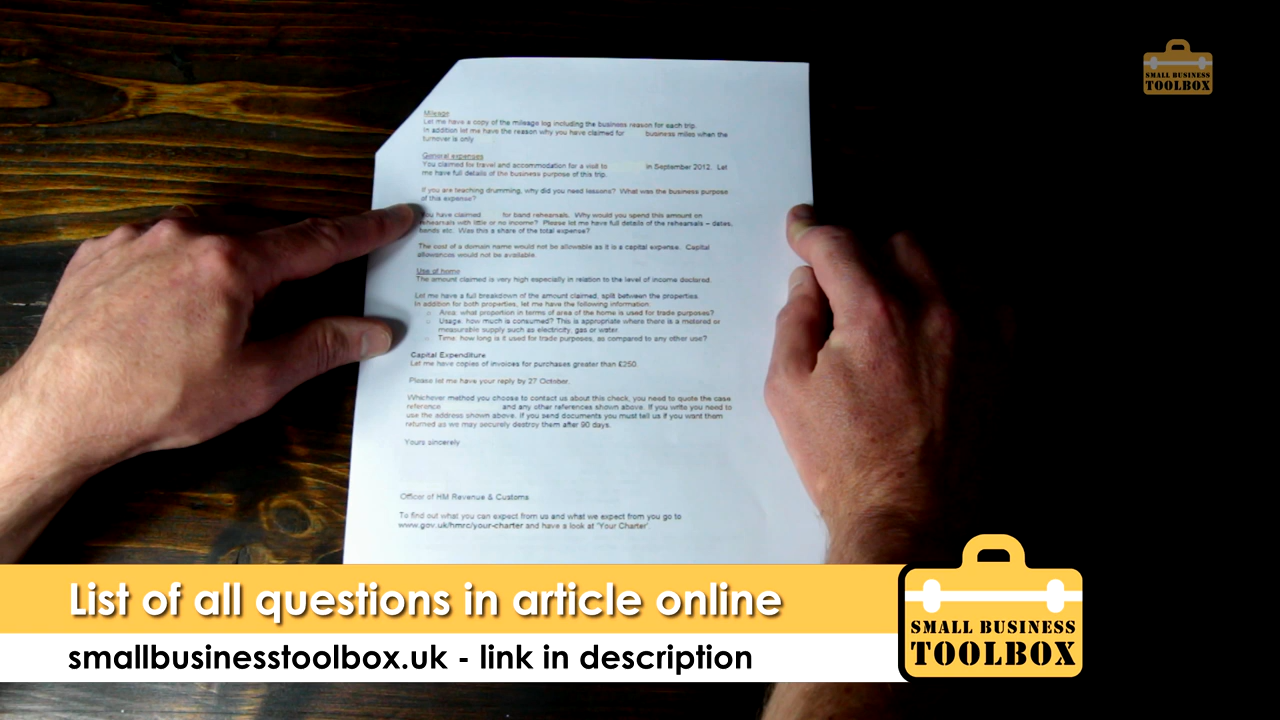 SMALL BUSINESS
TOOLBOX
Mileage
Let me have a copy of the mileage log including the business reason for each trip.
In addition let me have the reason why you have claimed for business miles when the
turnover is only
General expenses
You claimed for travel and accommodation for a visit to in September 2012. Let
me have full details of the business purpose of this trip.
If you are teaching drumming, why did you need lessons? What was the business purpose
of this expense?
You have claimed for band rehearsals. Why would you spend this amount on
rehearsals with little or no income? Please let me have full details of the rehearsals – dates,
bands etc. Was this a share of the total expense?
The cost of a domain name would not be allowable as it is a capital expense. Capital
allowances would not be available
Use of home
The amount claimed is very high especially in relation to the level of income declared.
Let me have a full breakdown of the amount claimed, split between the properties.
In addition for both properties, let me have the following information:
o Area: what proportion in terms of area of the home is used for trade purposes?
o Usage: how much is consumed? This is appropriate where there is a metered or
measurable supply such as electricity, gas or water
o Time: how long is it used for trade purposes, as compared to any other use?
Capital Expenditure
Let me have copies of invoices for purchases greater than £250.
Please let me have your reply by 27 October.
Whichever method you choose to contact us about this check, you need to quote the case
reference and any other references shown above. If you write you need to
use the address shown above. If you send documents you must tell us if you want them
returned as we may securely destroy them after 90 days.
Yours sincerely
Officer of HM Revenue & Customs
To find out what you can expect from us and what we expect from you go to
www.gov.uk/hmrc/your-charter and have a look at 'Your Charter'.
List of all questions in article online
smallbusinesstoolbox.uk - link in description
SMALL BUSINESS
TOOLBOX